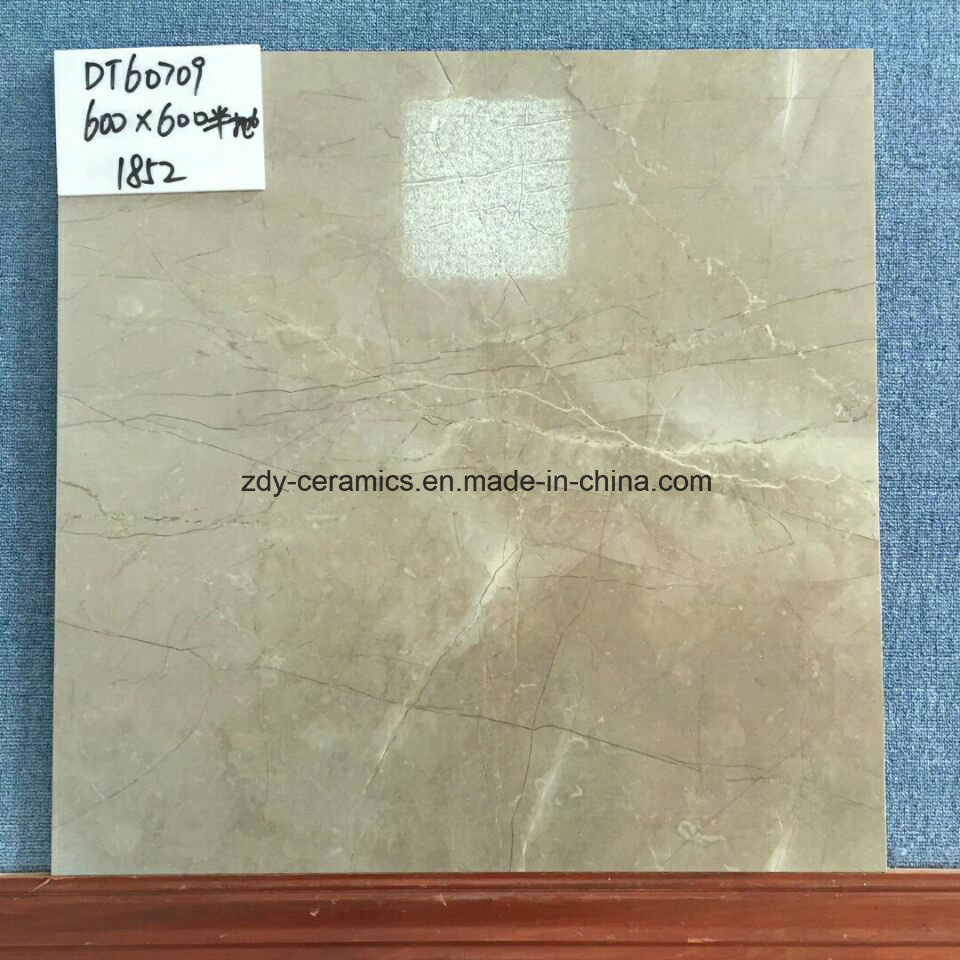 DT60709
600×600半抛
1852
zdy-ceramics.en.made-in-china.com